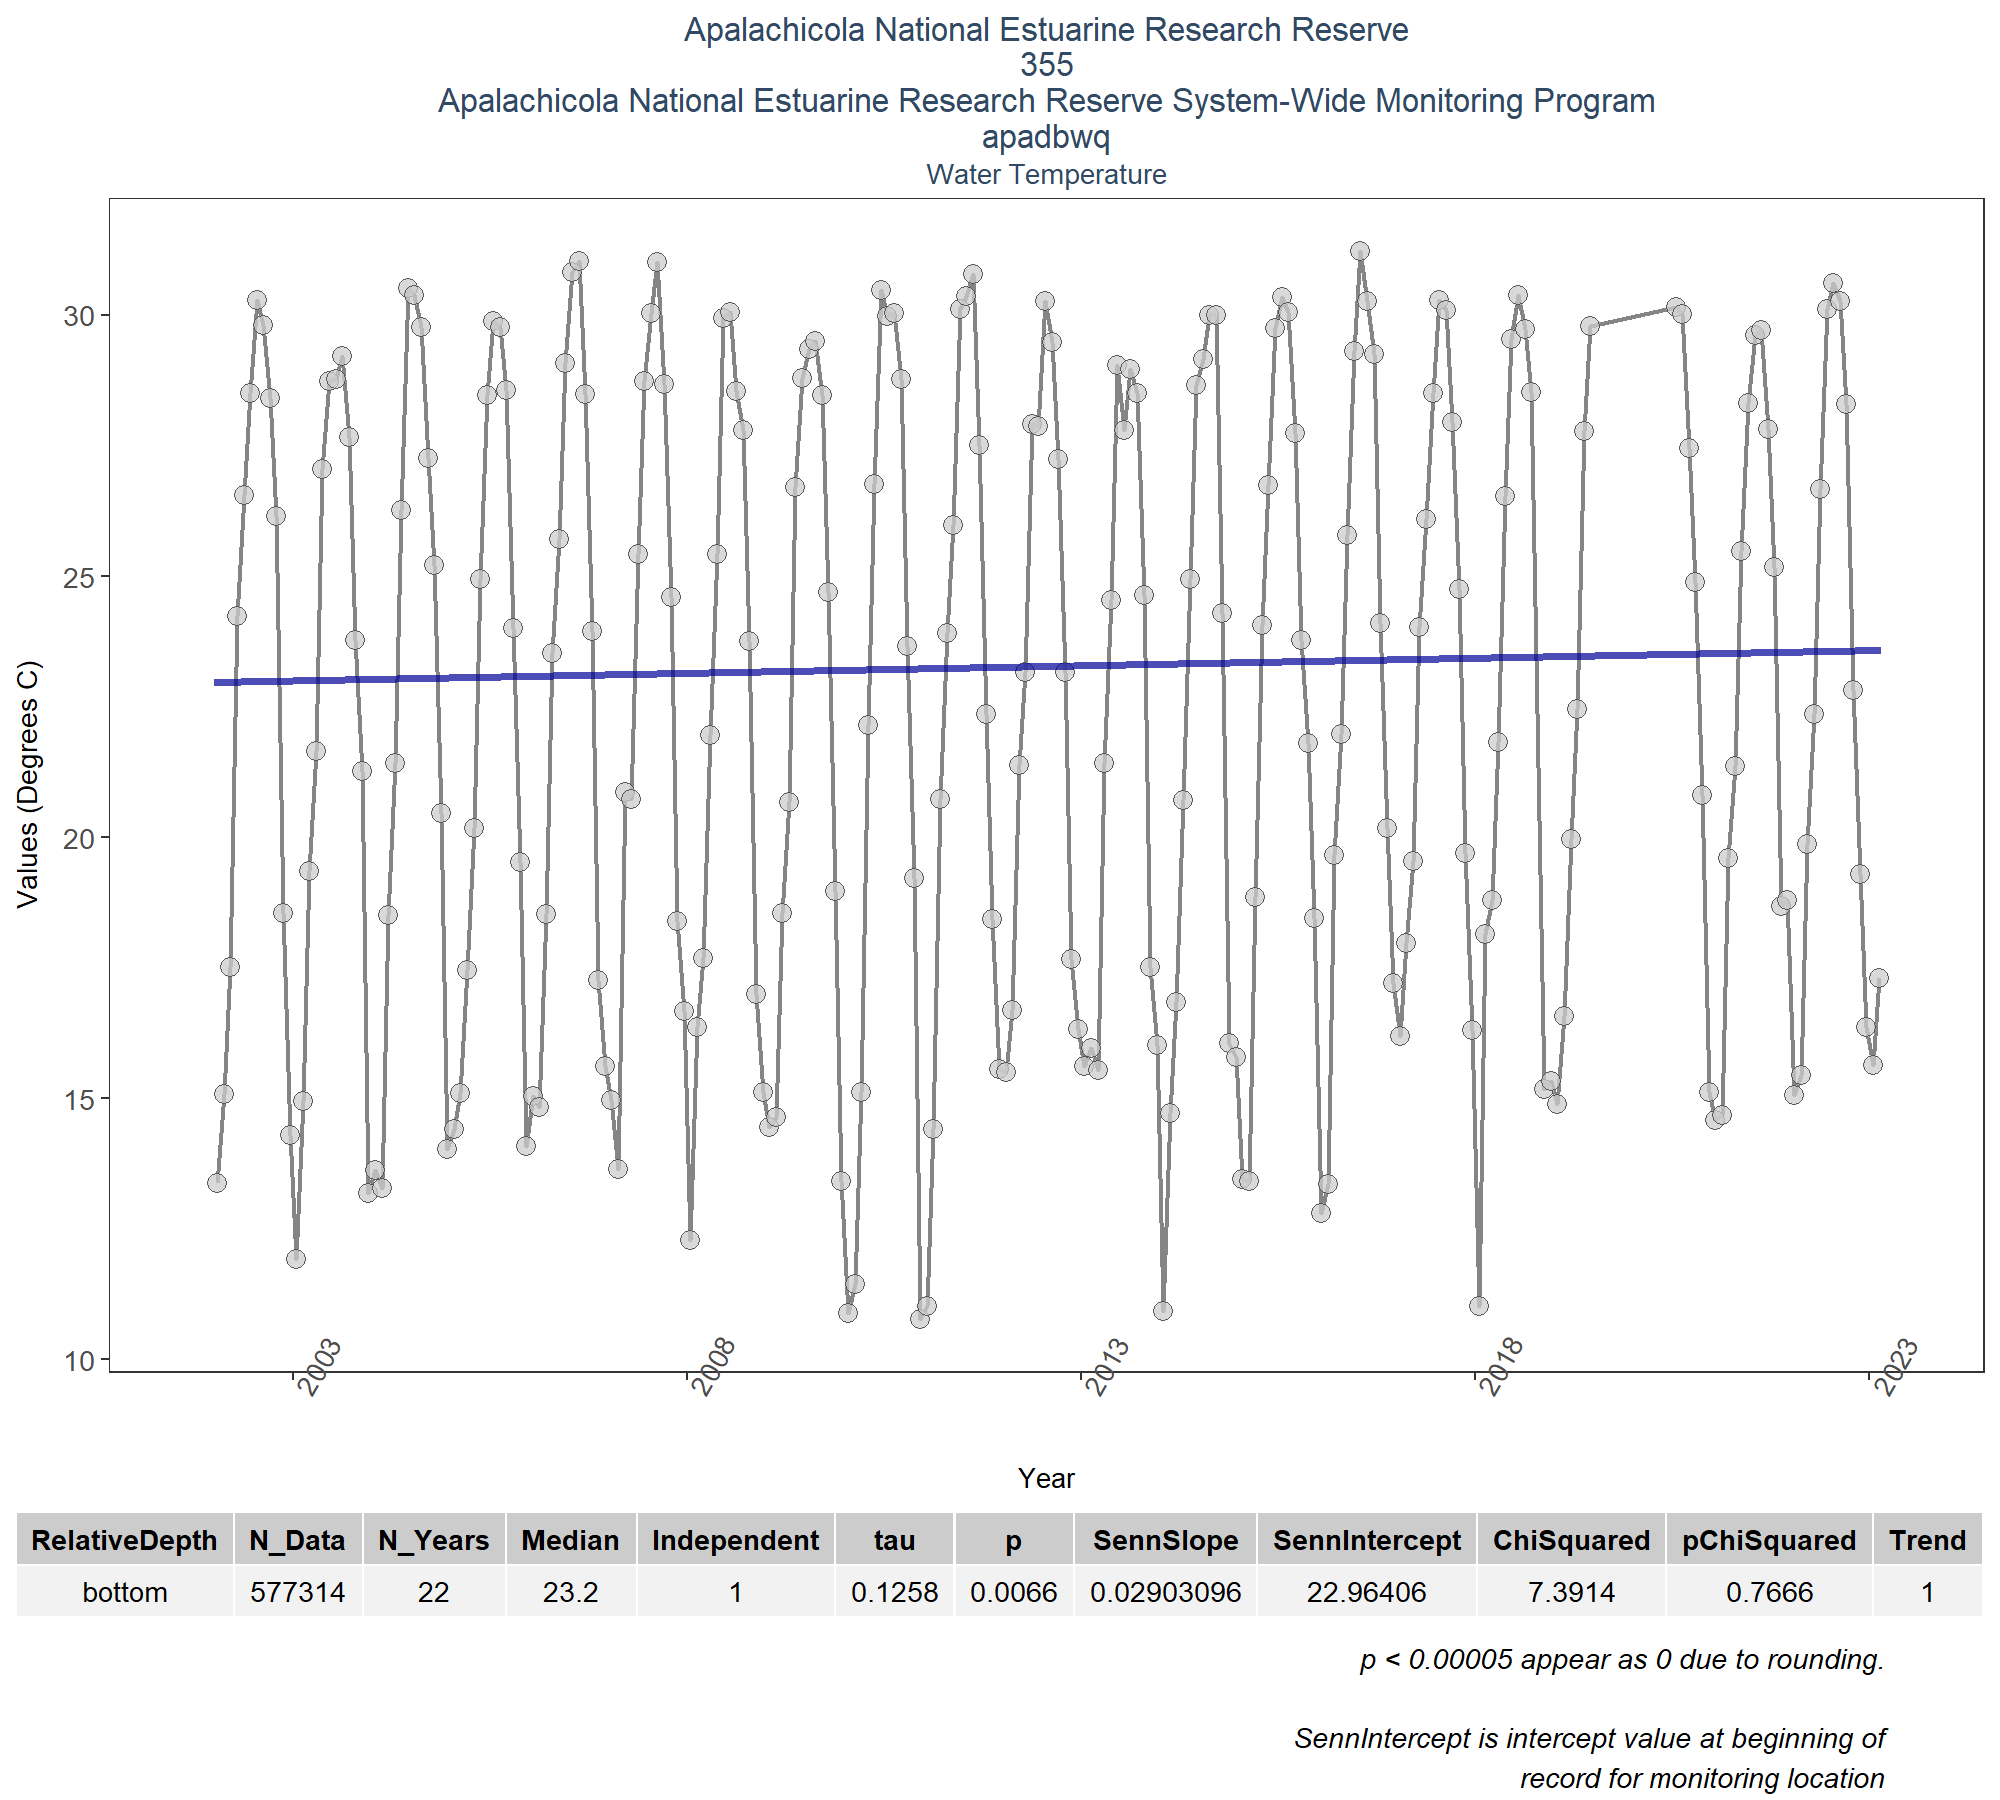 Apalachicola National Estuarine Research Reserve
355
Apalachicola National Estuarine Research Reserve System-Wide Monitoring Program
apadbwq
Water Temperature
Values (Degrees C)
30
25
20
15
10
2003 2008 2013 2018 2023
Year
RelativeDepth N_Data N_Years Median Independent tau p SennSlope SennIntercept ChiSquared pChiSquared Trend
bottom 577314 22 23.2 1 0.1258 0.0066 0.02903096 22.96406 7.3914 0.7666 1
p < 0.00005 appear as 0 due to rounding.
SennIntercept is intercept value at beginning of
record for monitoring location